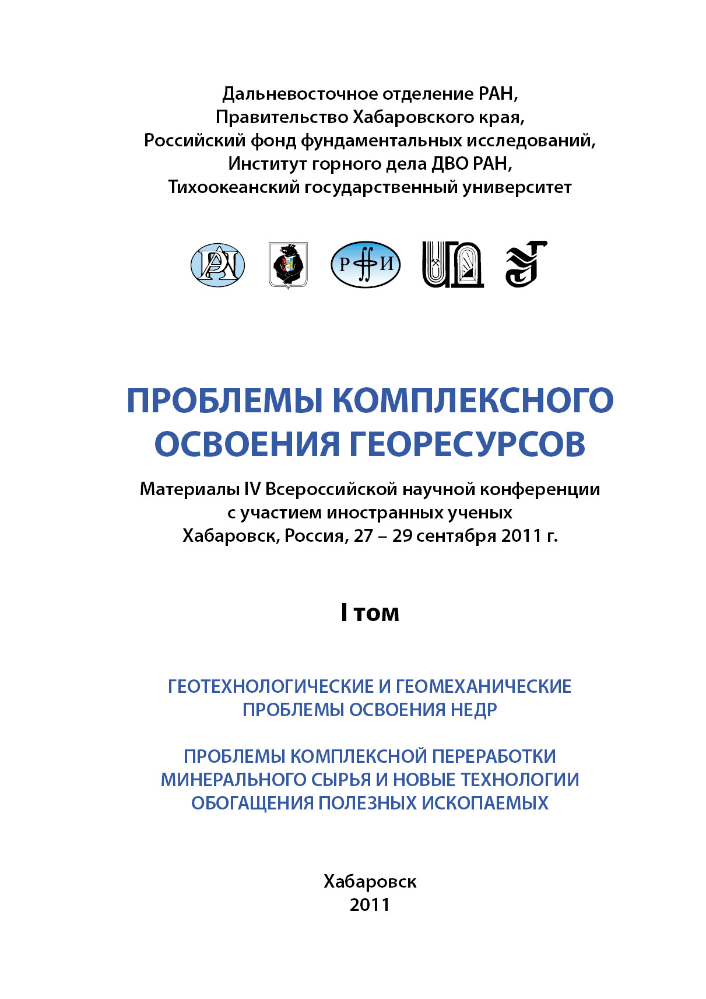 Дальневосточное отделение РАН,
Правительство Хабаровского края,
Российский фонд фундаментальных исследований,
Институт горного дела ДВО РАН,
Тихоокеанский государственный университет
РАН
РФФИ
ИГД
ПРОБЛЕМЫ КОМПЛЕКСНОГО
ОСВОЕНИЯ ГЕОРЕСУРСОВ
Материалы IV Всероссийской научной конференции
с участием иностранных ученых
Хабаровск, Россия, 27 – 29 сентября 2011 г.
I том
ГЕОТЕХНОЛОГИЧЕСКИЕ И ГЕОМЕХАНИЧЕСКИЕ
ПРОБЛЕМЫ ОСВОЕНИЯ НЕДР
ПРОБЛЕМЫ КОМПЛЕКСНОЙ ПЕРЕРАБОТКИ
МИНЕРАЛЬНОГО СЫРЬЯ И НОВЫЕ ТЕХНОЛОГИИ
ОБОГАЩЕНИЯ ПОЛЕЗНЫХ ИСКОПАЕМЫХ
Хабаровск
2011